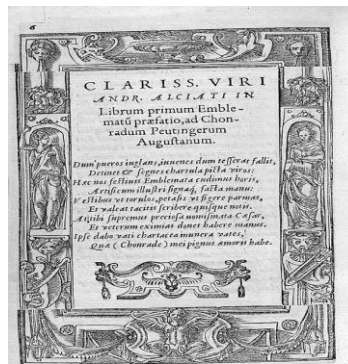 6
CLARISS. VIRI
ANDR. ALCIATI IN
Librum primum Emble-
matũ præfatio, ad Chon-
radum Peutingerum
Augustanum.
Dum pueros iuglans, iuuenes dum tessera fallit,
Detinet & segnes chartula picta viros:
Hæc nos festiuis Emblemata cudimus horis,
Artificum illustri signaq́; facta manu:
Vestibus vt torulos, petasis vt figere parmas,
Et valeat tacitis scribere quisque notis.
At tibi supremus preciosa nomismata Cæsar,
Et veterum eximias donet habere manus.
Ipse dabo vati chartacea munera vates,
Quæ (Chonrade) mei pignus amoris habe.